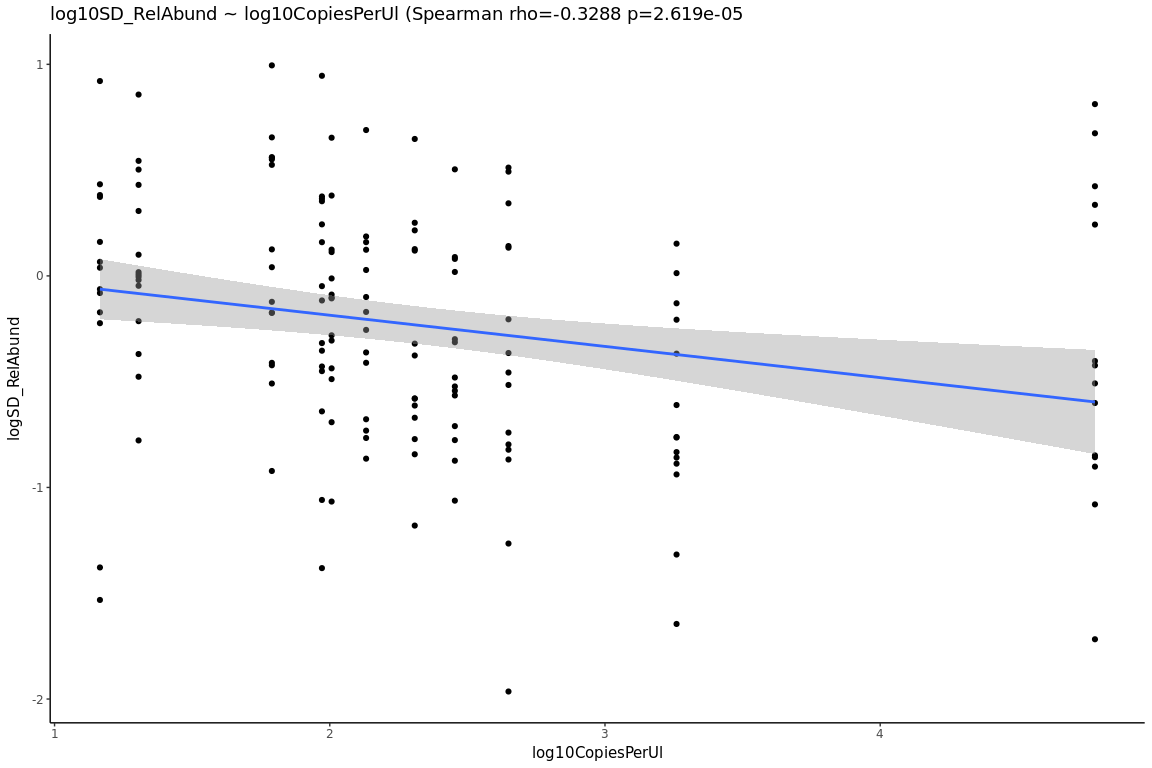 log10SD_RelAbund ~ log10CopiesPerUl (Spearman rho=-0.3288 p=2.619e-05
1
0
-1
-2
logSD_RelAbund
1
2
3
4
log10CopiesPerUl